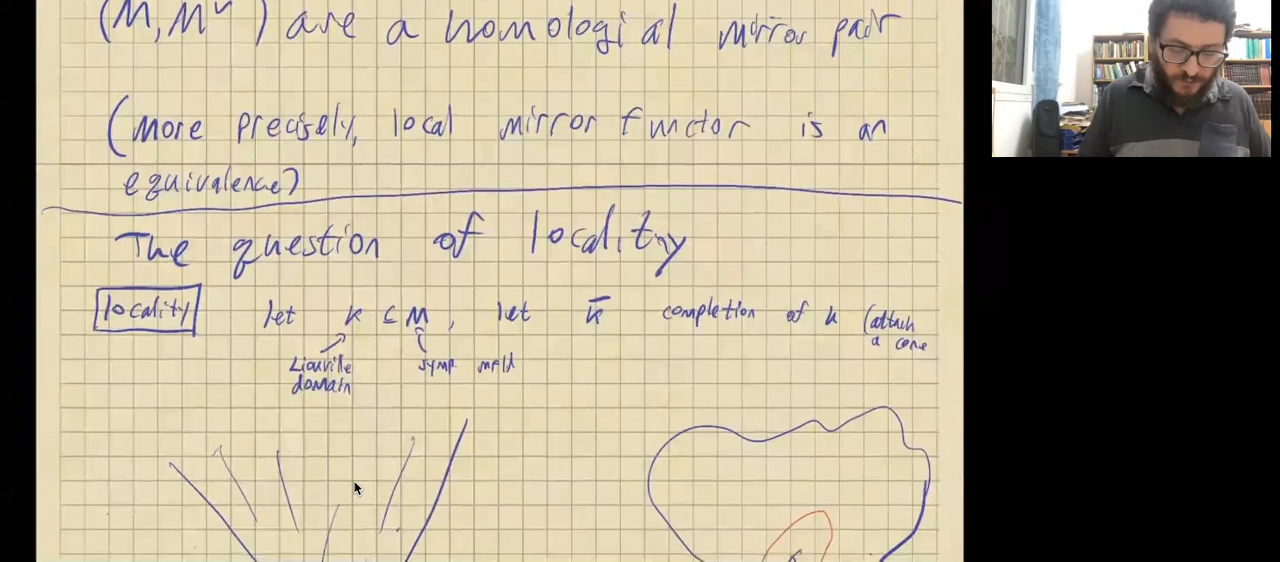 (M, M^∨) are a homological mirror pair
(more precisely, local mirror functor is an
equivalence)
The question of locality
locality let K ⊆ M, let K̄ completion of K (attach
a cone
Liouville symp. mfld
domain
K